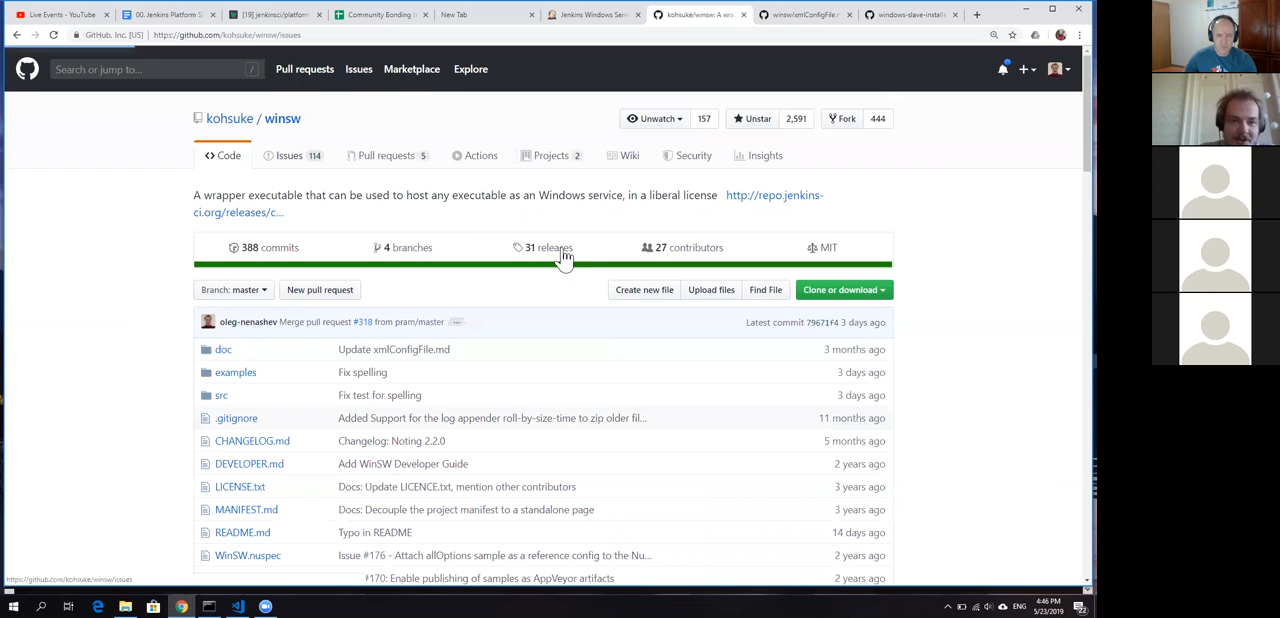 Live Events - YouTube
00. Jenkins Platform S
[19] jenkinsci/platform
Community Bonding
New Tab
Jenkins Windows Serv
kohsuke/winsw: A wra
winsw/xmlConfigFile.m
windows-slave-install
GitHub, Inc. [US] | https://github.com/kohsuke/winsw/issues
Search or jump to...
/
Pull requests
Issues
Marketplace
Explore
kohsuke / winsw
Unwatch 157
Unstar 2,591
Fork 444
Code
Issues 114
Pull requests 5
Actions
Projects 2
Wiki
Security
Insights
A wrapper executable that can be used to host any executable as an Windows service, in a liberal license http://repo.jenkins-
ci.org/releases/c...
388 commits
4 branches
31 releases
27 contributors
MIT
Branch: master
New pull request
Create new file
Upload files
Find File
Clone or download
oleg-nenashev Merge pull request #318 from pram/master ...
Latest commit 79671f4 3 days ago
doc Update xmlConfigFile.md 3 months ago
examples Fix spelling 3 days ago
src Fix test for spelling 3 days ago
.gitignore Added Support for the log appender roll-by-size-time to zip older fil... 11 months ago
CHANGELOG.md Changelog: Noting 2.2.0 5 months ago
DEVELOPER.md Add WinSW Developer Guide 2 years ago
LICENSE.txt Docs: Update LICENCE.txt, mention other contributors 3 years ago
MANIFEST.md Docs: Decouple the project manifest to a standalone page 3 years ago
README.md Typo in README 14 days ago
WinSW.nuspec Issue #176 - Attach allOptions sample as a reference config to the Nu... 2 years ago
#170: Enable publishing of samples as AppVeyor artifacts 2 years ago
https://github.com/kohsuke/winsw/issues
ENG
4:46 PM
5/23/2019
22